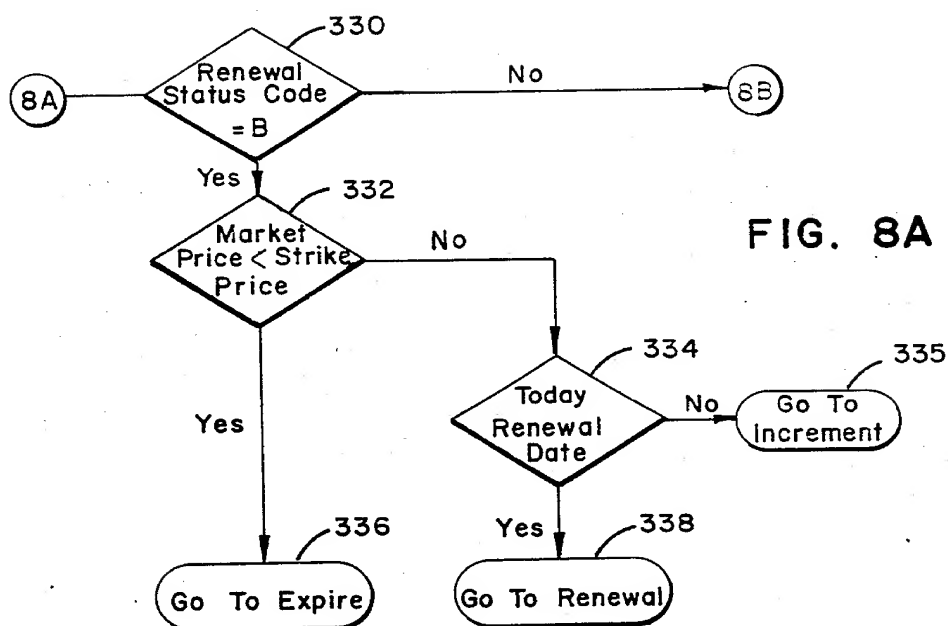 330
8A
Renewal
Status Code
= B
No
8B
Yes
332
Market
Price < Strike
Price
No
FIG. 8A
334
335
Today
Renewal
Date
No
Go To
Increment
Yes
336
Yes
338
Go To Expire
Go To Renewal